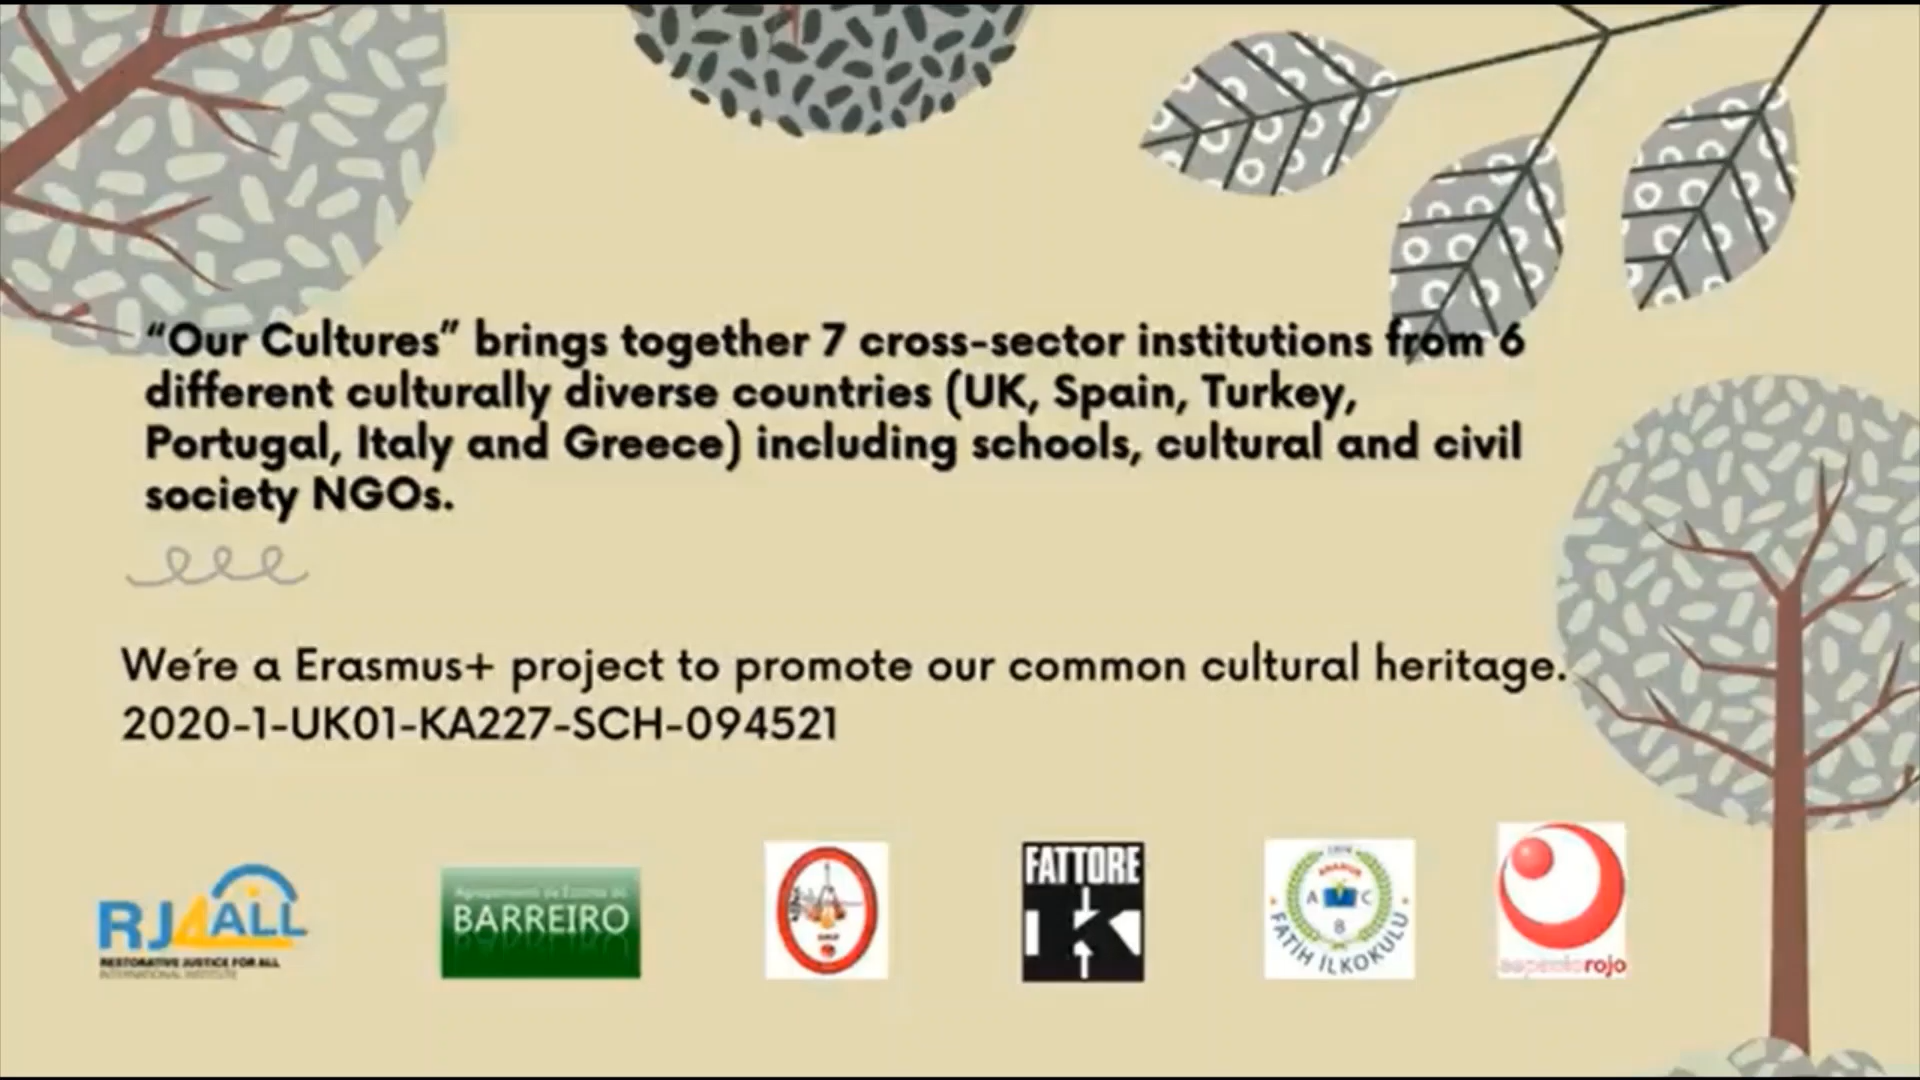 “Our Cultures” brings together 7 cross-sector institutions from 6
different culturally diverse countries (UK, Spain, Turkey,
Portugal, Italy and Greece) including schools, cultural and civil
society NGOs.
We´re a Erasmus+ project to promote our common cultural heritage.
2020-1-UK01-KA227-SCH-094521
RJ4ALL
RESTORATIVE JUSTICE FOR ALL
INTERNATIONAL INSTITUTE
BARREIRO
FATTORE
K
A B C
FATİH İLKOKULU
rojo